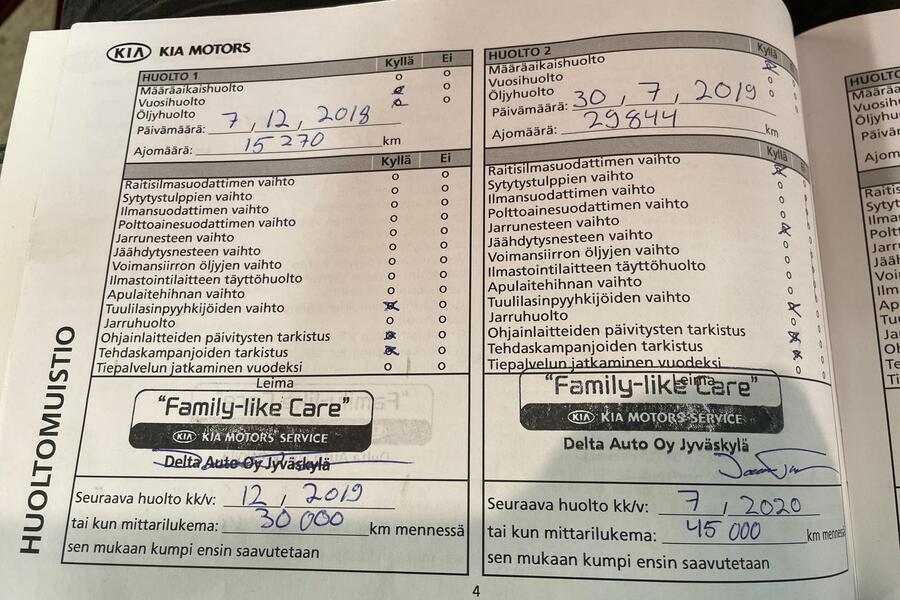 KIA KIA MOTORS
HUOLTOMUISTIO
HUOLTO 1 Kyllä Ei
Määräaikaishuolto
Vuosihuolto
Öljyhuolto
Päivämäärä: 7, 12, 2018
Ajomäärä: 15 270 km
Kyllä Ei
Raitisilmasuodattimen vaihto
Sytytystulppien vaihto
Ilmansuodattimen vaihto
Polttoainesuodattimen vaihto
Jarrunesteen vaihto
Jäähdytysnesteen vaihto
Voimansiirron öljyjen vaihto
Ilmastointilaitteen täyttöhuolto
Apulaitehihnan vaihto
Tuulilasinpyyhkijöiden vaihto
Jarruhuolto
Ohjainlaitteiden päivitysten tarkistus
Tehdaskampanjoiden tarkistus
Tiepalvelun jatkaminen vuodeksi
Leima
"Family-like Care"
KIA KIA MOTORS SERVICE
Delta Auto Oy Jyväskylä
Seuraava huolto kk/v: 12, 2019
tai kun mittarilukema: 30 000 km mennessä
sen mukaan kumpi ensin saavutetaan
HUOLTO 2 Kyllä
Määräaikaishuolto
Vuosihuolto
Öljyhuolto
Päivämäärä: 30, 7, 2019
Ajomäärä: 29844 km
Kyllä
Raitisilmasuodattimen vaihto
Sytytystulppien vaihto
Ilmansuodattimen vaihto
Polttoainesuodattimen vaihto
Jarrunesteen vaihto
Jäähdytysnesteen vaihto
Voimansiirron öljyjen vaihto
Ilmastointilaitteen täyttöhuolto
Apulaitehihnan vaihto
Tuulilasinpyyhkijöiden vaihto
Jarruhuolto
Ohjainlaitteiden päivitysten tarkistus
Tehdaskampanjoiden tarkistus
Tiepalvelun jatkaminen vuodeksi
Leima
"Family-like Care"
KIA KIA MOTORS SERVICE
Delta Auto Oy Jyväskylä
Seuraava huolto kk/v: 7, 2020
tai kun mittarilukema: 45 000 km mennessä
sen mukaan kumpi ensin saavutetaan
4
HUOLTO